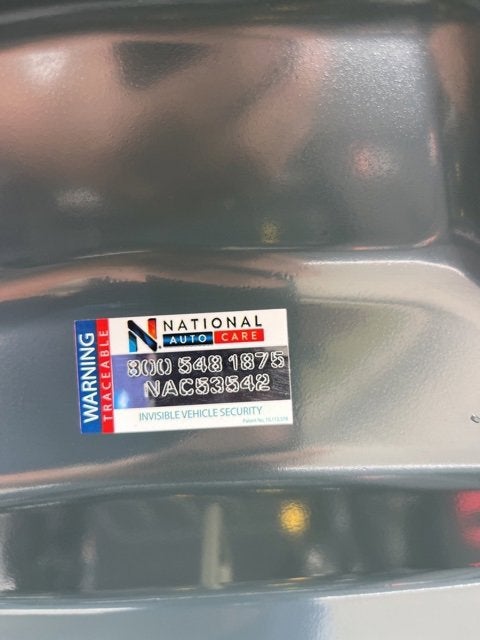 WARNING
TRACEABLE
N. NATIONAL
AUTO CARE
800 548 1875
NAC53542
INVISIBLE VEHICLE SECURITY